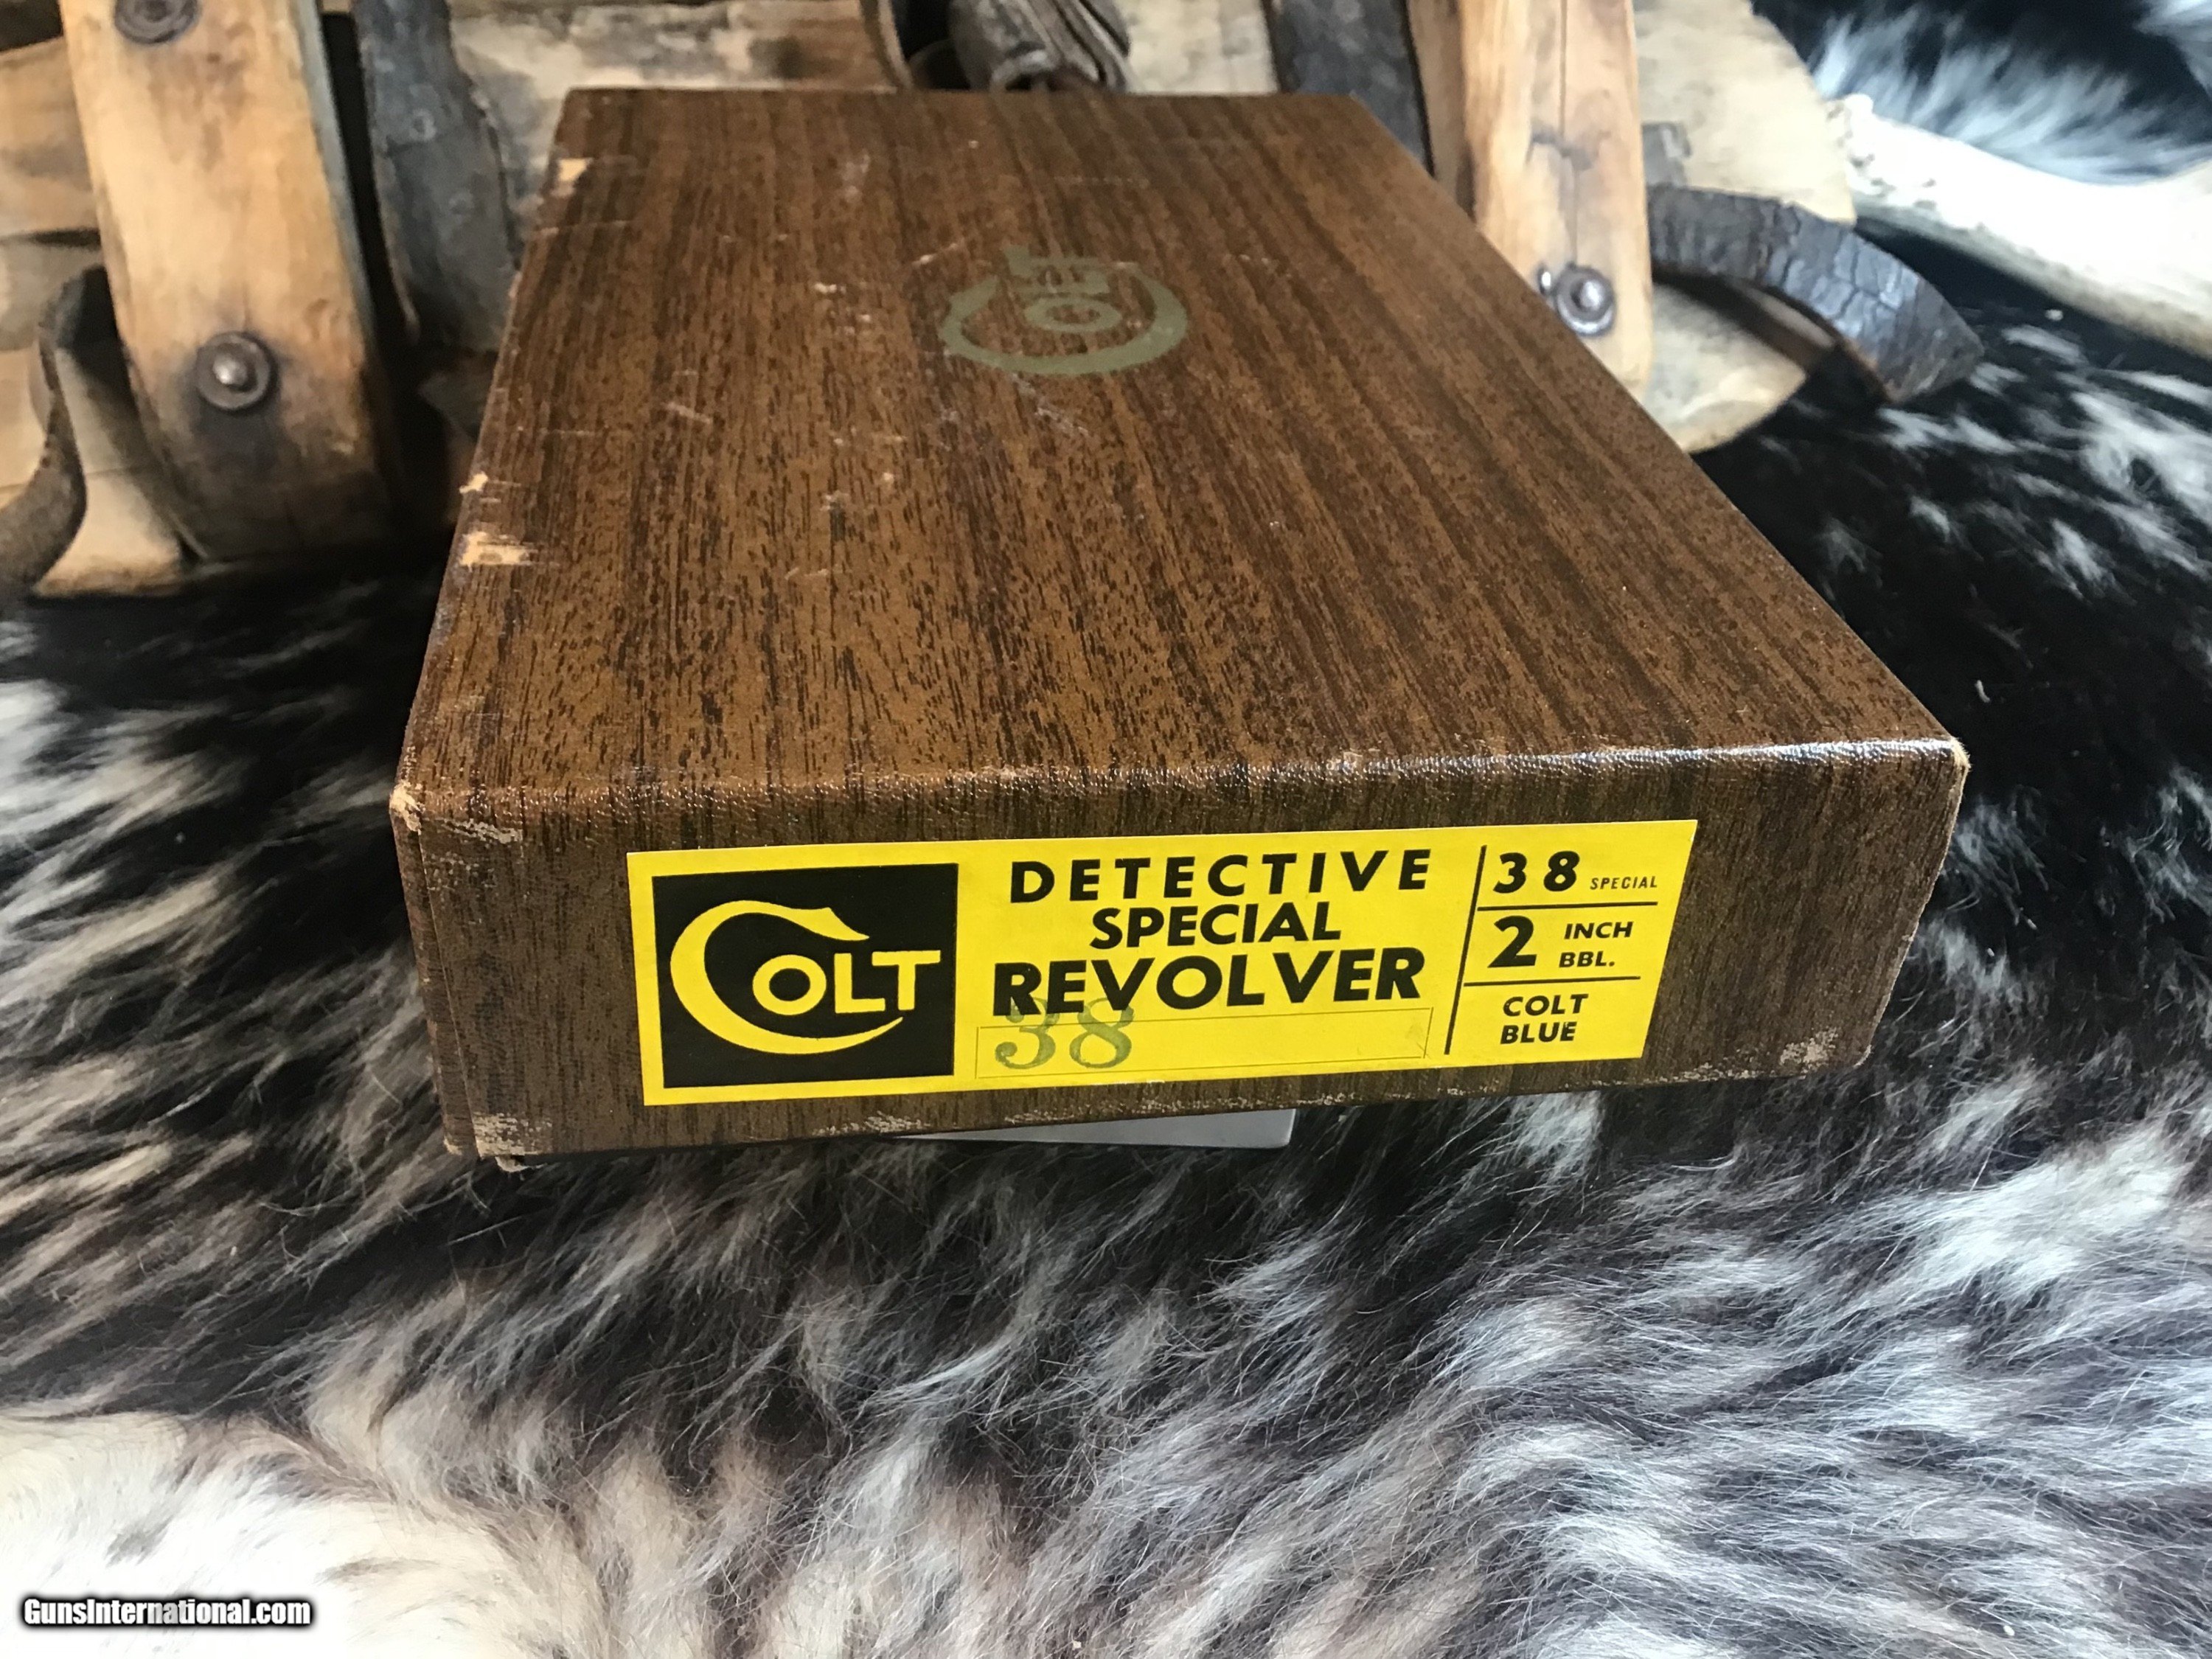 COLT
COLT
DETECTIVE
SPECIAL
REVOLVER
38
38 SPECIAL
2 INCH
BBL.
COLT
BLUE
GunsInternational.com